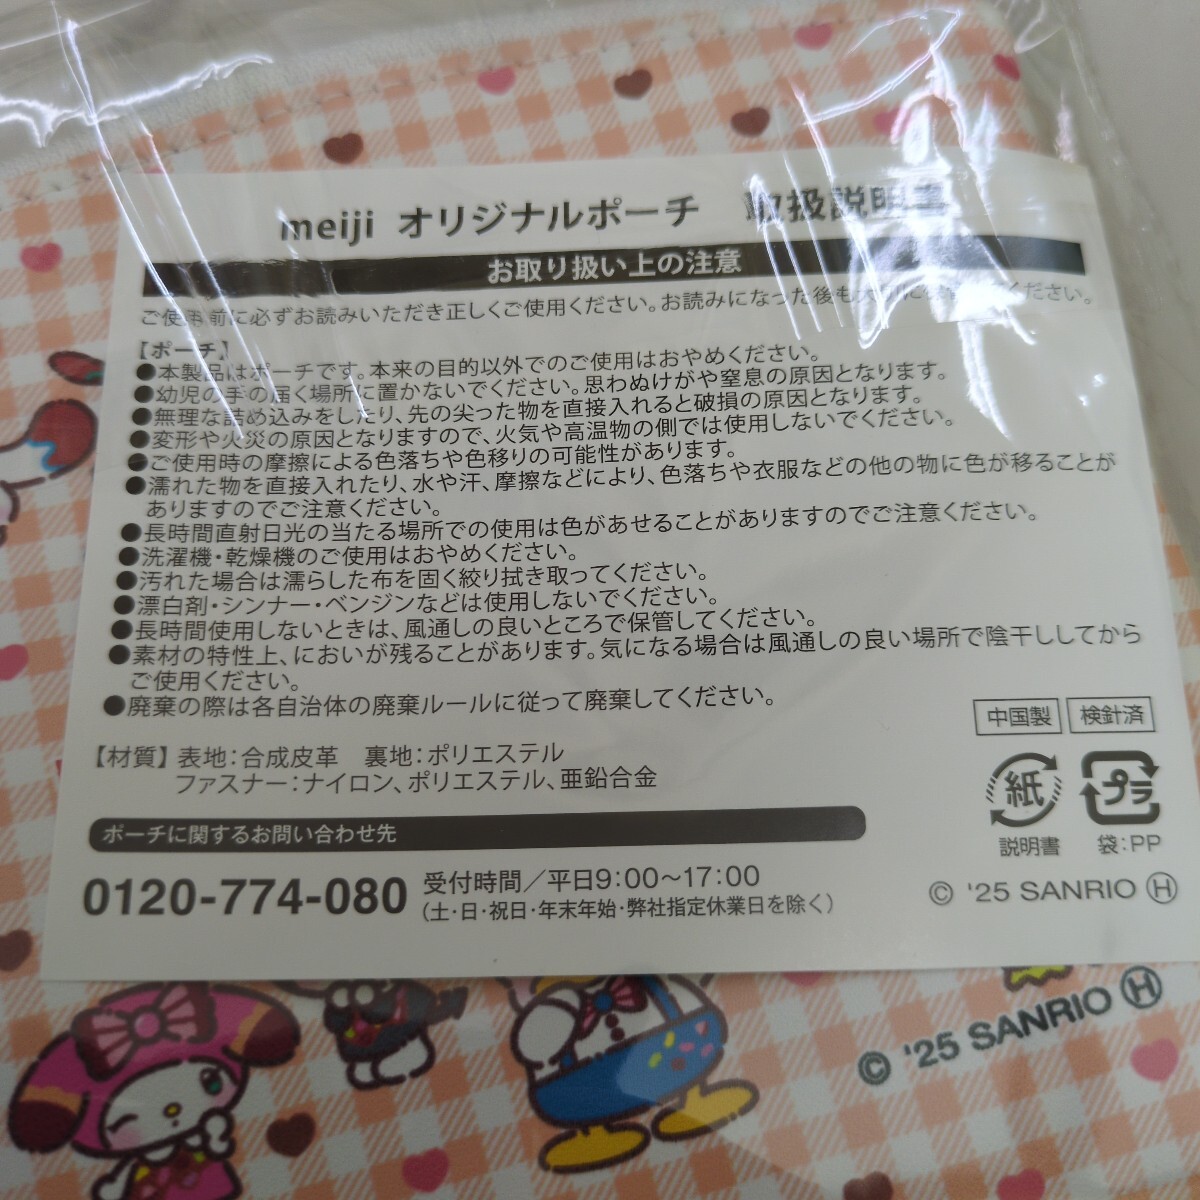 meiji オリジナルポーチ 取扱説明書
お取り扱い上の注意
ご使用前に必ずお読みいただき正しくご使用ください。お読みになった後も大切に ください。
【ポーチ】
●本製品はポーチです。本来の目的以外でのご使用はおやめください。
●幼児の手の届く場所に置かないでください。思わぬけがや窒息の原因となります。
●無理な詰め込みをしたり、先の尖った物を直接入れると破損の原因となります。
●変形や火災の原因となりますので、火気や高温物の側では使用しないでください。
●ご使用時の摩擦による色落ちや色移りの可能性があります。
●濡れた物を直接入れたり、水や汗、摩擦などにより、色落ちや衣服などの他の物に色が移ることが
ありますのでご注意ください。
●長時間直射日光の当たる場所での使用は色があせることがありますのでご注意ください。
●洗濯機・乾燥機のご使用はおやめください。
●汚れた場合は濡らした布を固く絞り拭き取ってください。
●漂白剤・シンナー・ベンジンなどは使用しないでください。
●長時間使用しないときは、風通しの良いところで保管してください。
●素材の特性上、においが残ることがあります。気になる場合は風通しの良い場所で陰干ししてから
ご使用ください。
●廃棄の際は各自治体の廃棄ルールに従って廃棄してください。
中国製 検針済
【材質】表地：合成皮革 裏地：ポリエステル
ファスナー：ナイロン、ポリエステル、亜鉛合金
紙 プラ
説明書 袋：PP
ポーチに関するお問い合わせ先
0120-774-080 受付時間／平日9：00～17：00
（土・日・祝日・年末年始・弊社指定休業日を除く）
© '25 SANRIO Ⓗ
© '25 SANRIO Ⓗ